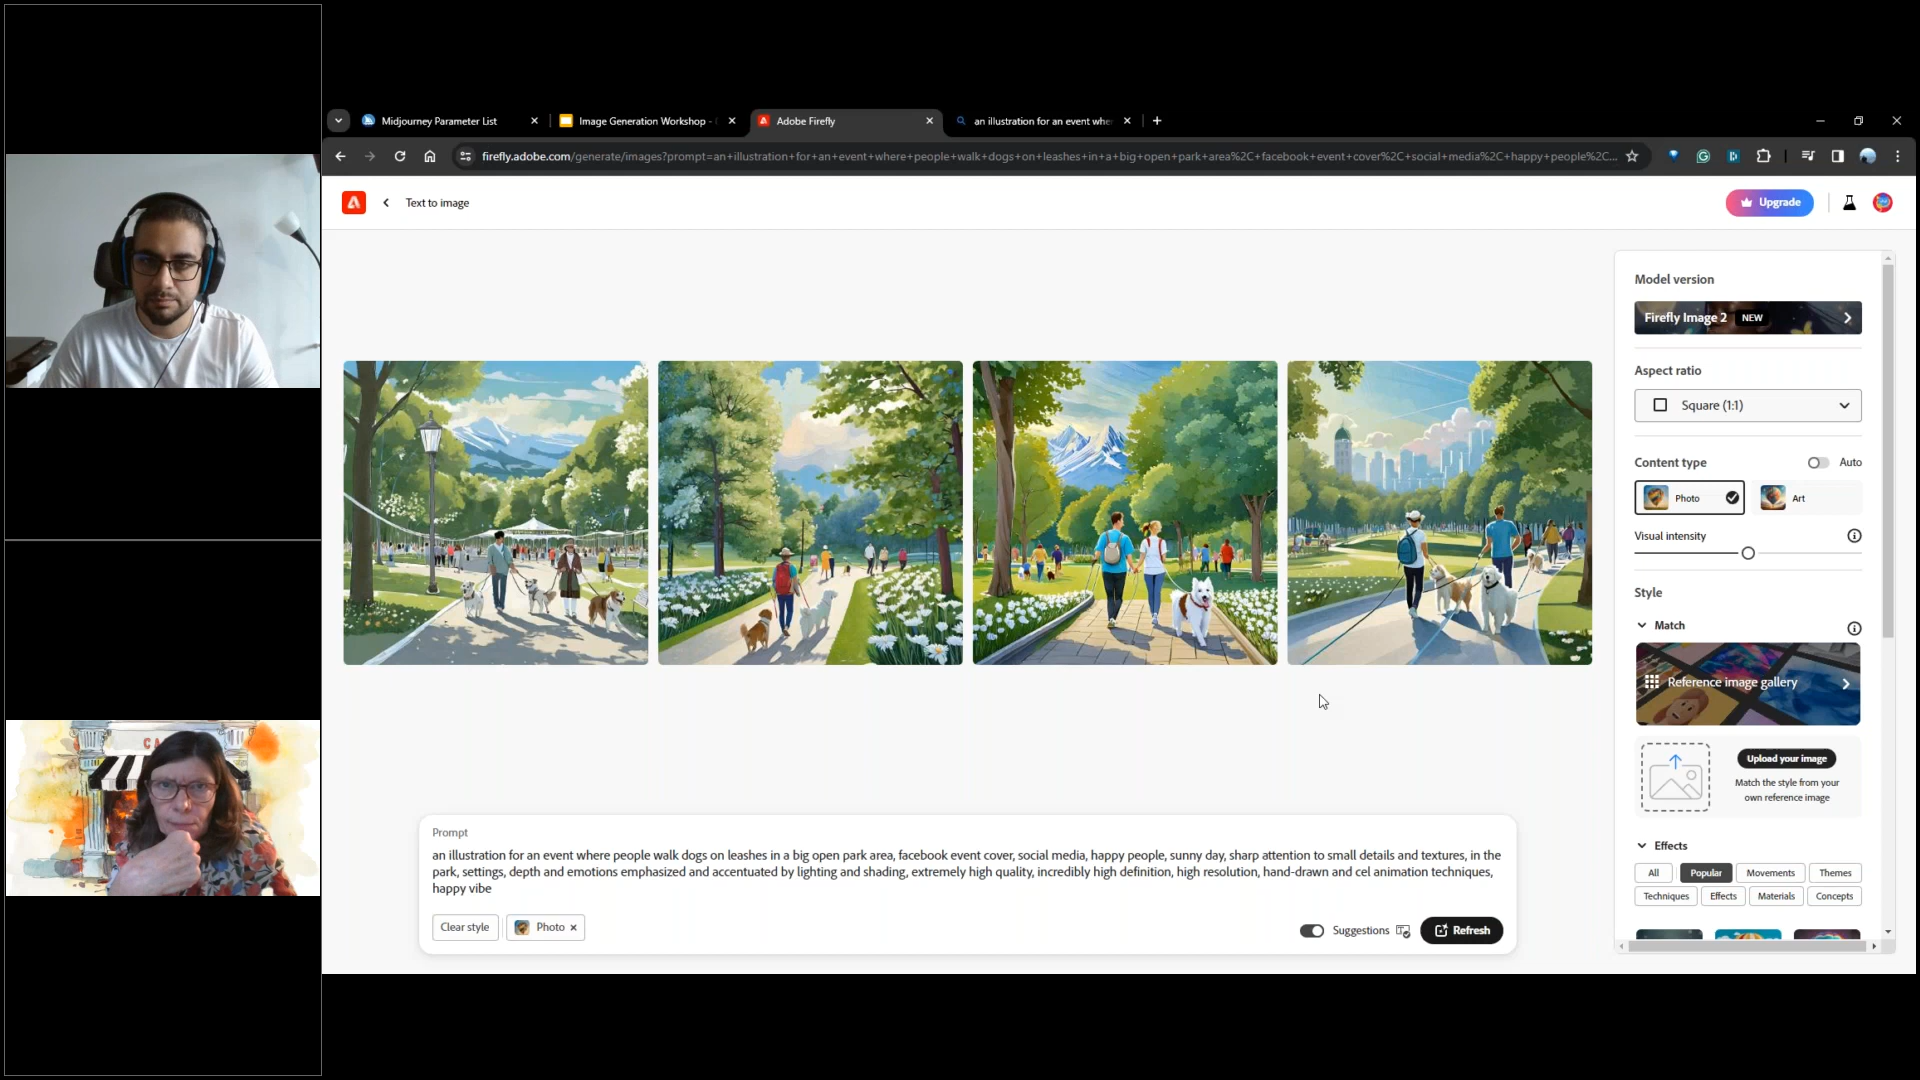 Midjourney Parameter List
Image Generation Workshop -
Adobe Firefly
an illustration for an event whe
firefly.adobe.com/generate/images?prompt=an+illustration+for+an+event+where+people+walk+dogs+on+leashes+in+a+big+open+park+area%2C+facebook+event+cover%2C+social+media%2C+happy+people%2C...
Text to image
Upgrade
Model version
Firefly Image 2 NEW
Aspect ratio
Square (1:1)
Content type
Auto
Photo
Art
Visual intensity
Style
Match
Reference image gallery
Upload your image
Match the style from your
own reference image
Effects
All
Popular
Movements
Themes
Techniques
Effects
Materials
Concepts
Prompt
an illustration for an event where people walk dogs on leashes in a big open park area, facebook event cover, social media, happy people, sunny day, sharp attention to small details and textures, in the
park, settings, depth and emotions emphasized and accentuated by lighting and shading, extremely high quality, incredibly high definition, high resolution, hand-drawn and cel animation techniques,
happy vibe
Clear style
Photo
Suggestions
Refresh
CA